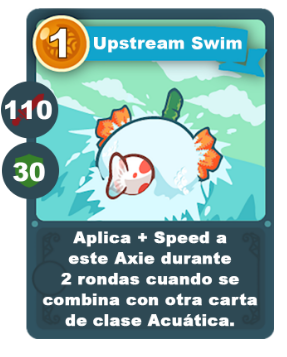 1 Upstream Swim
110
30
Aplica + Speed a
este Axie durante
2 rondas cuando se
combina con otra carta
de clase Acuática.